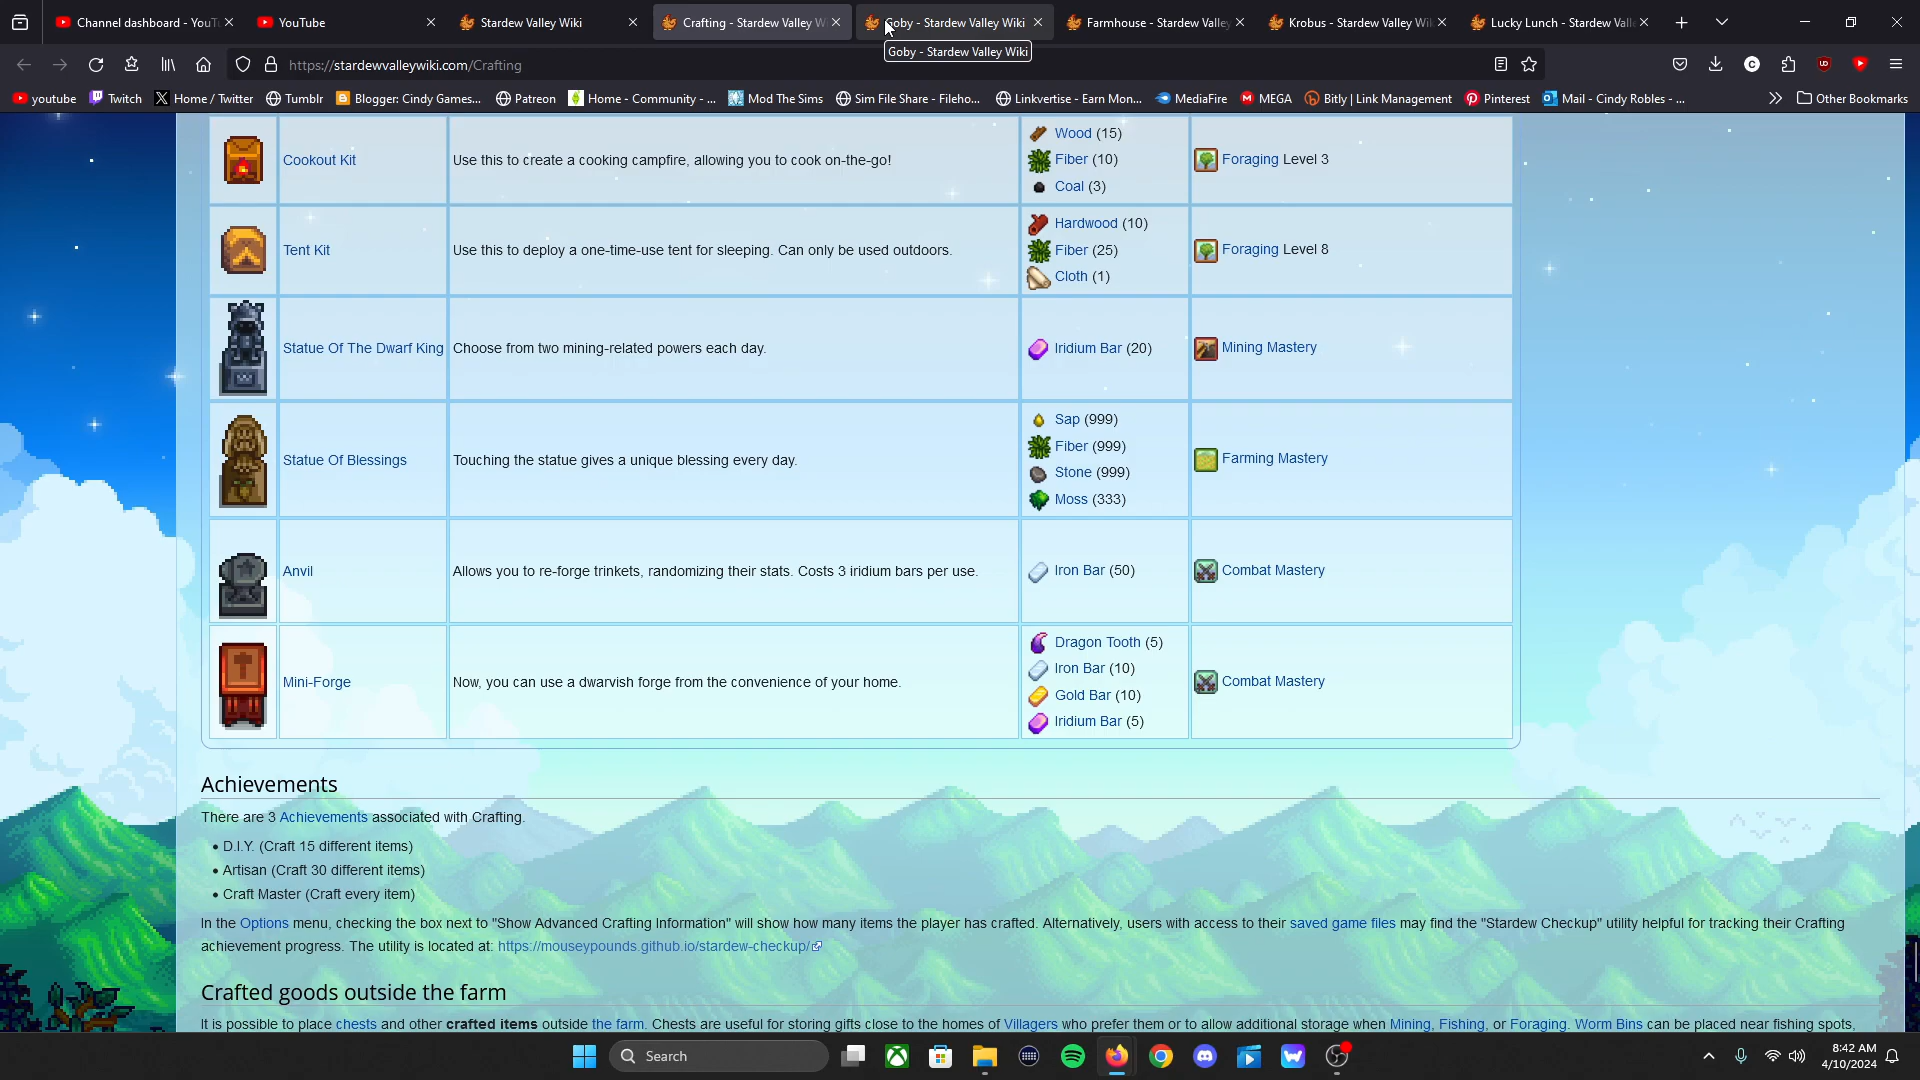 Channel dashboard - YouTu
YouTube
Stardew Valley Wiki
Crafting - Stardew Valley W
Goby - Stardew Valley Wiki
Farmhouse - Stardew Valley
Krobus - Stardew Valley Wi
Lucky Lunch - Stardew Vall
Goby - Stardew Valley Wiki
https://stardewvalleywiki.com/Crafting
youtube
Twitch
Home / Twitter
Tumblr
Blogger: Cindy Games...
Patreon
Home - Community - ...
Mod The Sims
Sim File Share - Fileho...
Linkvertise - Earn Mon...
MediaFire
MEGA
Bitly | Link Management
Pinterest
Mail - Cindy Robles - ...
Other Bookmarks
Cookout Kit
Use this to create a cooking campfire, allowing you to cook on-the-go!
Wood (15)
Fiber (10)
Coal (3)
Foraging Level 3
Tent Kit
Use this to deploy a one-time-use tent for sleeping. Can only be used outdoors.
Hardwood (10)
Fiber (25)
Cloth (1)
Foraging Level 8
Statue Of The Dwarf King
Choose from two mining-related powers each day.
Iridium Bar (20)
Mining Mastery
Statue Of Blessings
Touching the statue gives a unique blessing every day.
Sap (999)
Fiber (999)
Stone (999)
Moss (333)
Farming Mastery
Anvil
Allows you to re-forge trinkets, randomizing their stats. Costs 3 iridium bars per use.
Iron Bar (50)
Combat Mastery
Mini-Forge
Now, you can use a dwarvish forge from the convenience of your home.
Dragon Tooth (5)
Iron Bar (10)
Gold Bar (10)
Iridium Bar (5)
Combat Mastery
Achievements
There are 3 Achievements associated with Crafting.
• D.I.Y. (Craft 15 different items)
• Artisan (Craft 30 different items)
• Craft Master (Craft every item)
In the Options menu, checking the box next to "Show Advanced Crafting Information" will show how many items the player has crafted. Alternatively, users with access to their saved game files may find the "Stardew Checkup" utility helpful for tracking their Crafting
achievement progress. The utility is located at: https://mouseypounds.github.io/stardew-checkup/
Crafted goods outside the farm
It is possible to place chests and other crafted items outside the farm. Chests are useful for storing gifts close to the homes of Villagers who prefer them or to allow additional storage when Mining, Fishing, or Foraging. Worm Bins can be placed near fishing spots,
Search
8:42 AM
4/10/2024